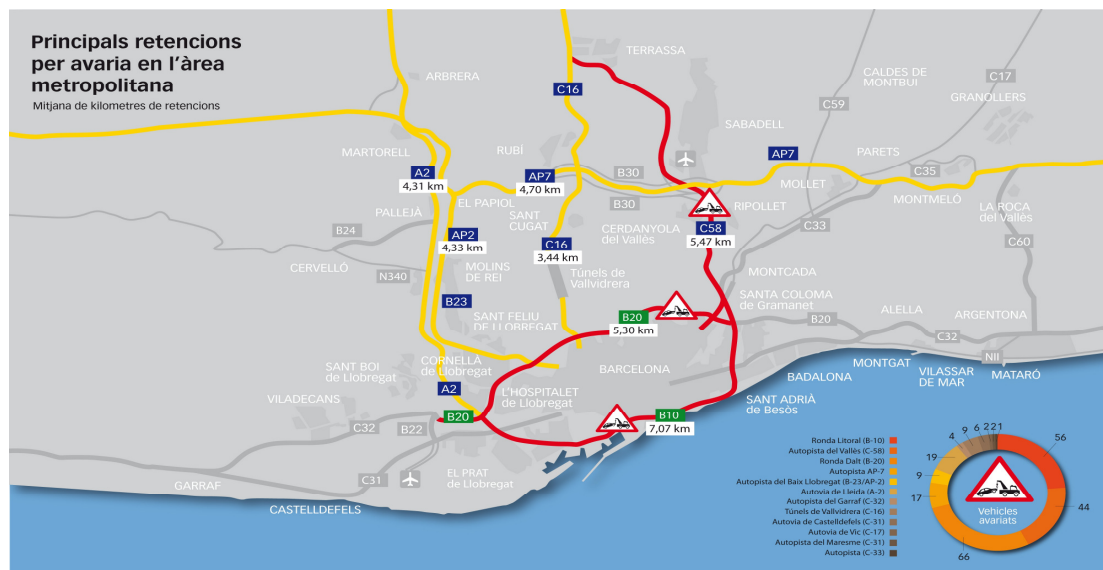 Principals retencions
per avaria en l'àrea
metropolitana
Mitjana de kilometres de retencions
TERRASSA
ARBRERA
C16
CALDES DE
MONTBUI
C17
GRANOLLERS
C59
SABADELL
MARTORELL
RUBÍ
AP7
PARETS
A2
4,31 km
AP7
4,70 km
B30
C35
MOLLET
MONTMELÓ
EL PAPIOL
B30
RIPOLLET
LA ROCA
del Vallès
PALLEJÀ
SANT
CUGAT
CERDANYOLA
del Vallès
C58
5,47 km
C33
B24
AP2
4,33 km
C16
3,44 km
C60
CERVELLÓ
N340
MOLINS
DE REI
Túnels de
Vallvidrera
MONTCADA
B23
SANTA COLOMA
de Gramanet
SANT FELIU
DE LLOBREGAT
B20
5,30 km
B20
ALELLA
ARGENTONA
C32
SANT BOI
de Llobregat
CORNELLÀ
de Llobregat
BARCELONA
BADALONA
MONTGAT
VILASSAR
DE MAR
N11
MATARÓ
VILADECANS
A2
L'HOSPITALET
de Llobregat
SANT ADRIÀ
de Besòs
C32
B22
B20
B10
7,07 km
C31
EL PRAT
de Llobregat
GARRAF
CASTELLDEFELS
Ronda Litoral (B-10)
Autopista del Vallès (C-58)
Ronda Dalt (B-20)
Autopista AP-7
Autopista del Baix Llobregat (B-23/AP-2)
Autovia de Lleida (A-2)
Autopista del Garraf (C-32)
Túnels de Vallvidrera (C-16)
Autovia de Castelldefels (C-31)
Autovia de Vic (C-17)
Autopista del Maresme (C-31)
Autopista (C-33)
56
44
66
17
9
19
4
9
6
2
2
1
Vehicles
avariats